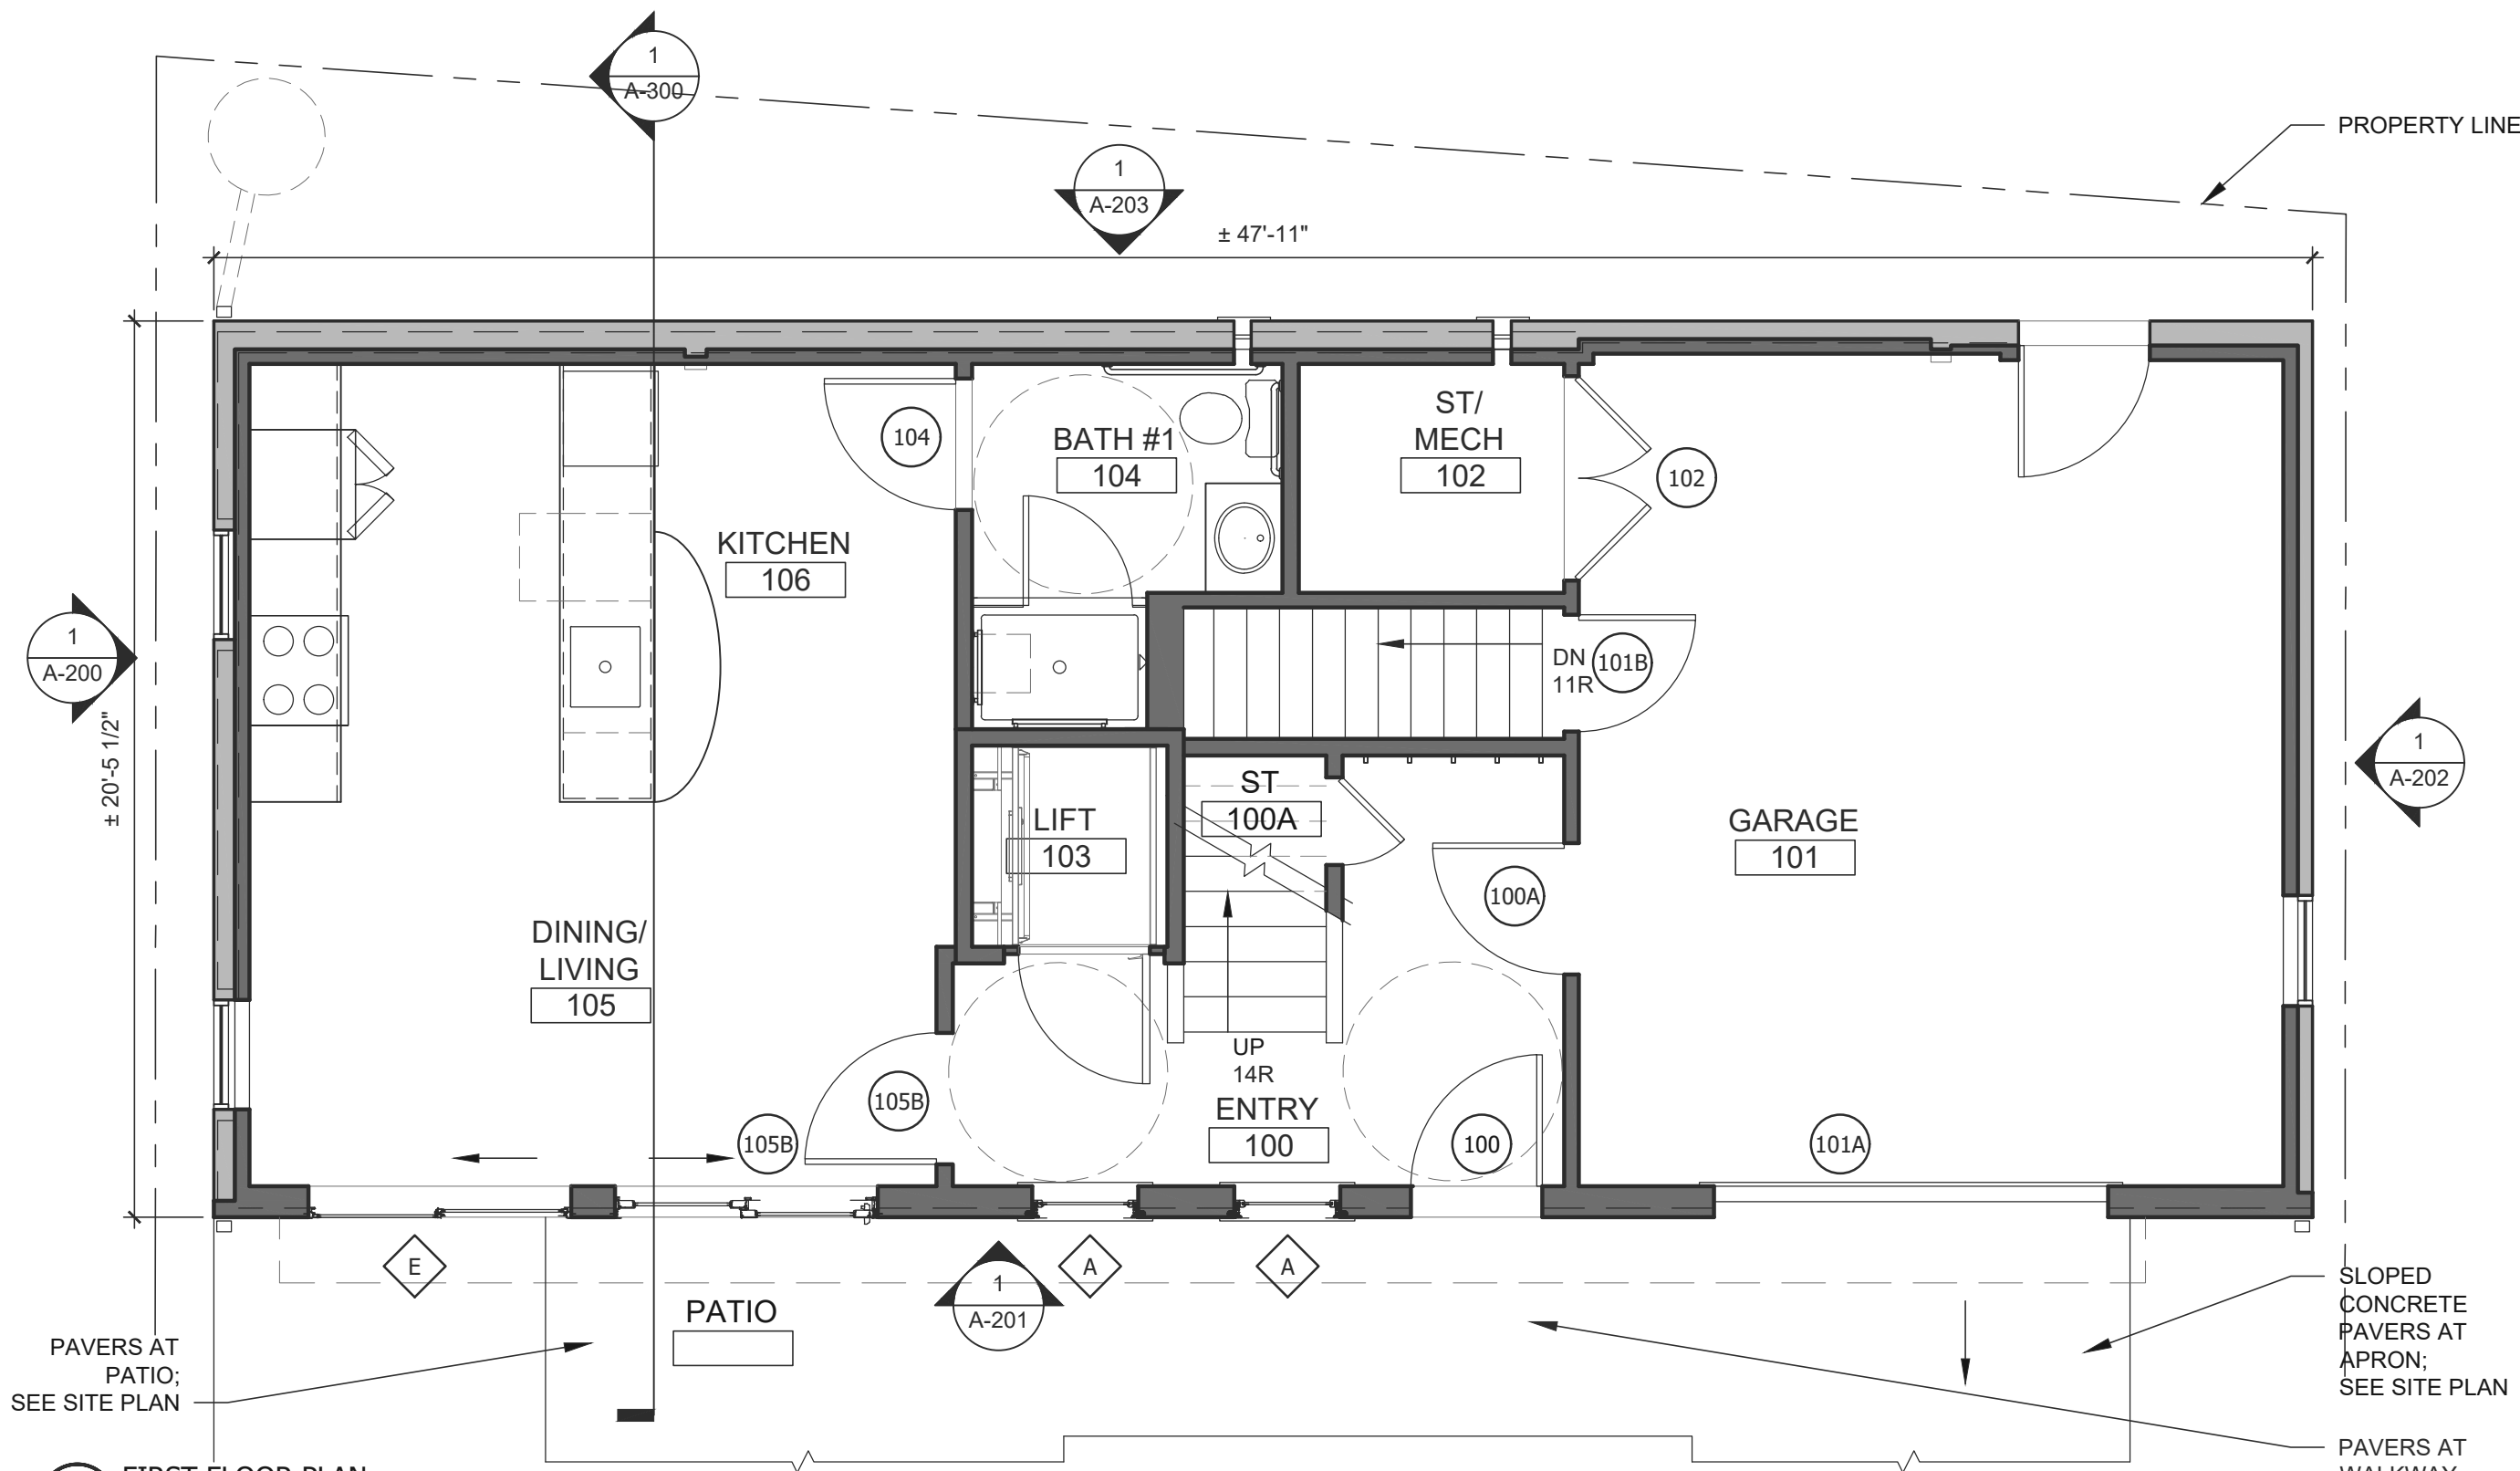 1
A-300
PROPERTY LINE
1
A-203
± 47'-11"
ST/
MECH
102
104
BATH #1
104
102
KITCHEN
106
1
A-200
DN
11R
101B
± 20'-5 1/2"
1
A-202
ST
100A
LIFT
103
GARAGE
101
100A
DINING/
LIVING
105
UP
14R
105B
ENTRY
100
105B
100
101A
E
A
A
1
A-201
PATIO
SLOPED
CONCRETE
PAVERS AT
APRON;
SEE SITE PLAN
PAVERS AT
PATIO;
SEE SITE PLAN
PAVERS AT
WALKWAY
FIRST FLOOR PLAN